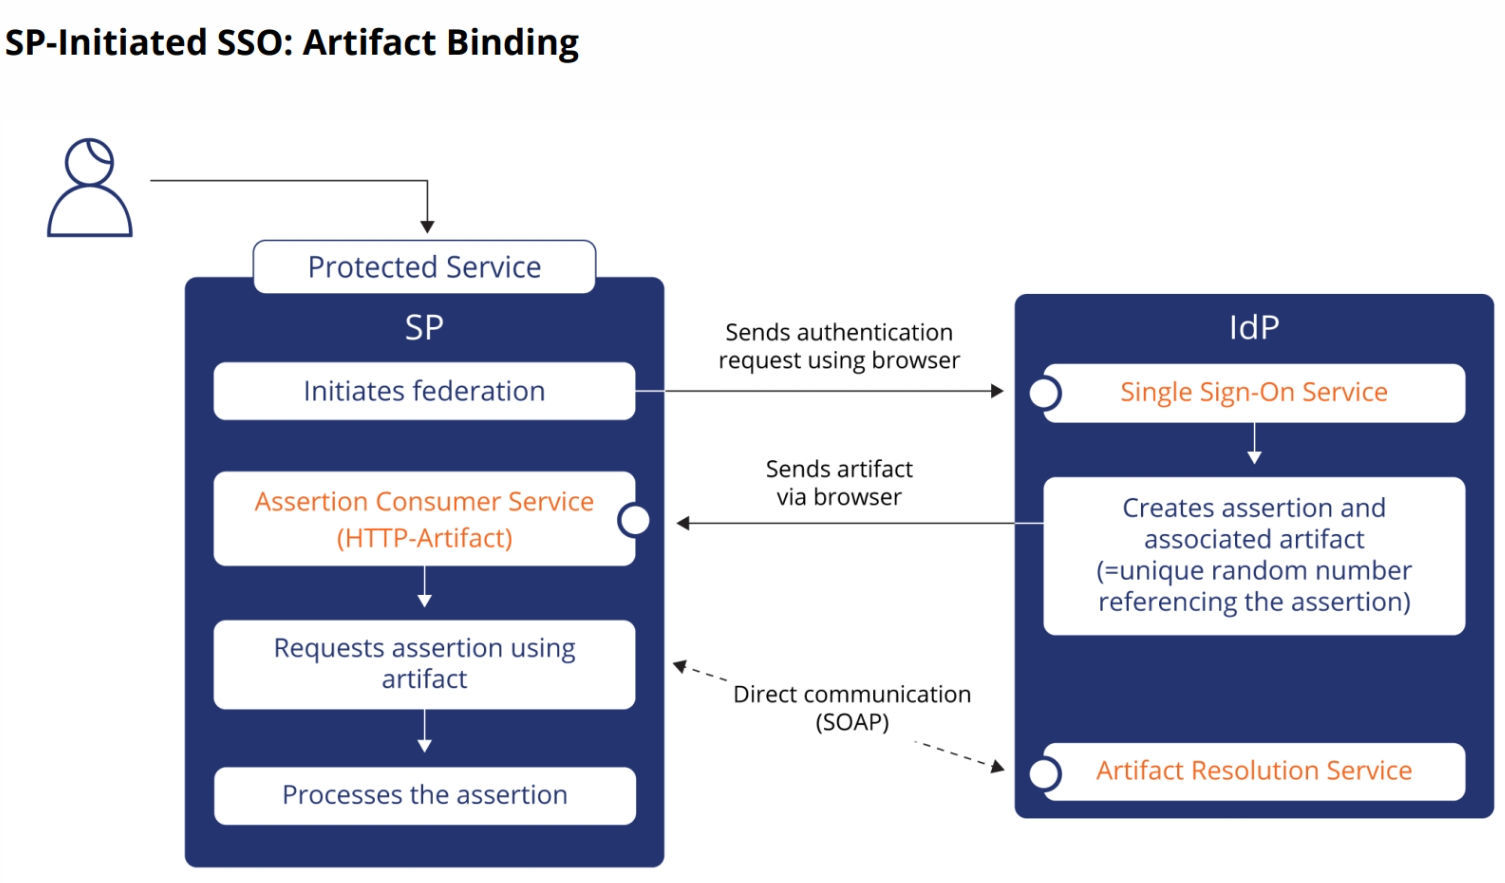 SP-Initiated SSO: Artifact Binding
Protected Service
SP
Initiates federation
Sends authentication
request using browser
IdP
Single Sign-On Service
Assertion Consumer Service
(HTTP-Artifact)
Sends artifact
via browser
Creates assertion and
associated artifact
(=unique random number
referencing the assertion)
Requests assertion using
artifact
Direct communication
(SOAP)
Artifact Resolution Service
Processes the assertion